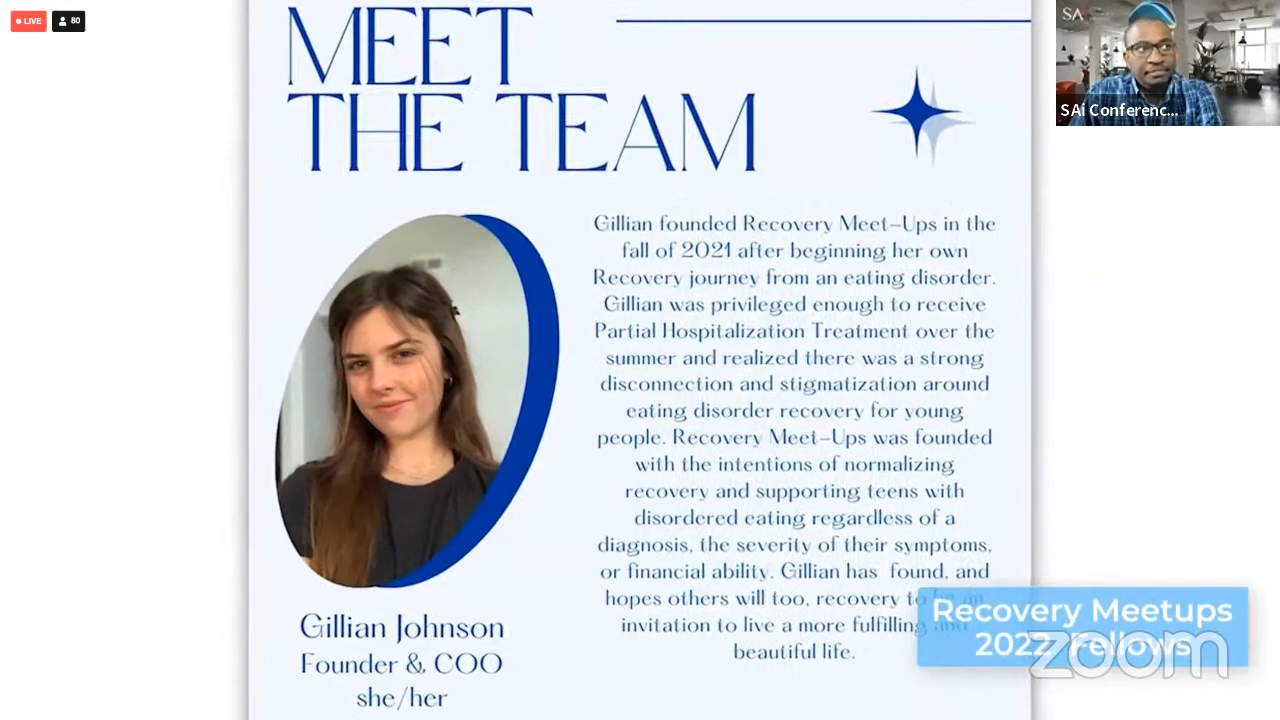 LIVE
80
MEET
THE TEAM
SA
SAi Conferenc...
Gillian founded Recovery Meet-Ups in the
fall of 2021 after beginning her own
Recovery journey from an eating disorder.
Gillian was privileged enough to receive
Partial Hospitalization Treatment over the
summer and realized there was a strong
disconnection and stigmatization around
eating disorder recovery for young
people. Recovery Meet-Ups was founded
with the intentions of normalizing
recovery and supporting teens with
disordered eating regardless of a
diagnosis, the severity of their symptoms,
or financial ability. Gillian has found, and
hopes others will too, recovery to be an
invitation to live a more fulfilling and
beautiful life.
Gillian Johnson
Founder & COO
she/her
Recovery Meetups
2022 Fellows
zoom